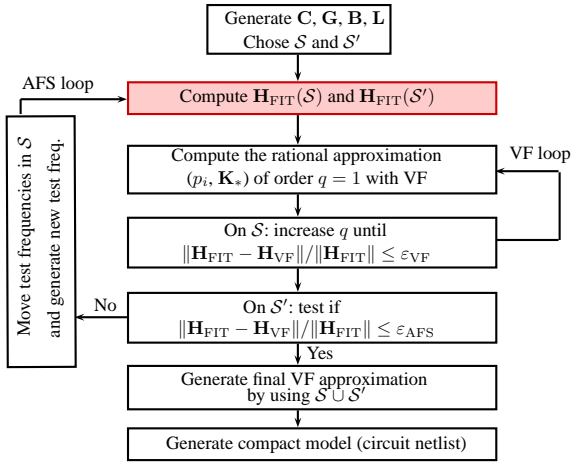 Generate C, G, B, L
Chose 𝒮 and 𝒮′
AFS loop
Compute H_FIT(𝒮) and H_FIT(𝒮′)
Compute the rational approximation
(p_i, K_*) of order q = 1 with VF
VF loop
On 𝒮: increase q until
‖H_FIT − H_VF‖/‖H_FIT‖ ≤ ε_VF
Move test frequencies in 𝒮
and generate new test freq.
No
On 𝒮′: test if
‖H_FIT − H_VF‖/‖H_FIT‖ ≤ ε_AFS
Yes
Generate final VF approximation
by using 𝒮 ∪ 𝒮′
Generate compact model (circuit netlist)